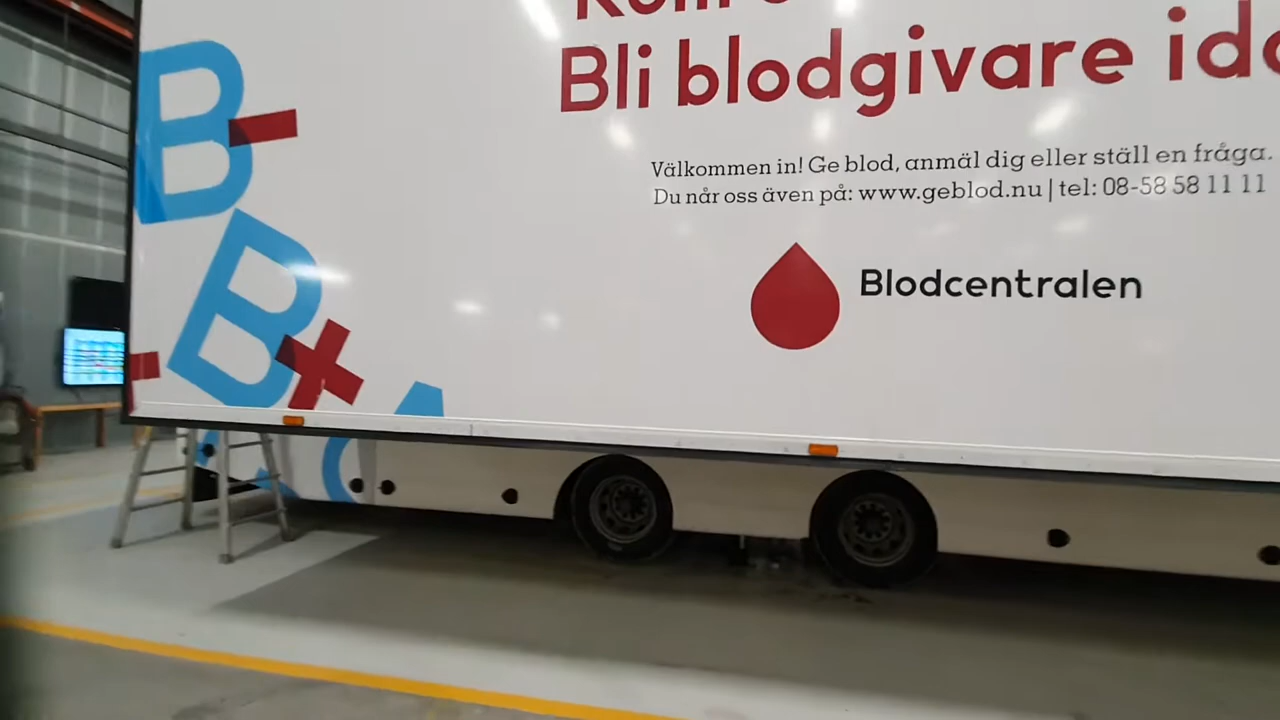 Bli blodgivare
Välkommen in! Ge blod, anmäl dig eller ställ en fråga.
Du når oss även på: www.geblod.nu | tel: 08-58 58 11 11
Blodcentralen
B-
B+